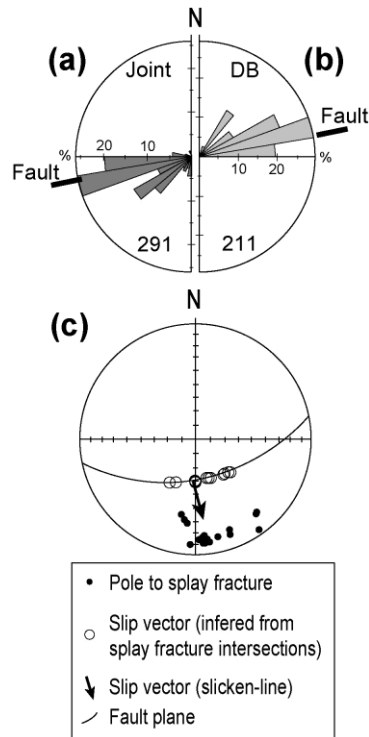 N
(a)
Joint
DB
(b)
Fault
20
10
%
10
20
%
Fault
291
211
N
(c)
Pole to splay fracture
Slip vector (infered from
splay fracture intersections)
Slip vector (slicken-line)
Fault plane